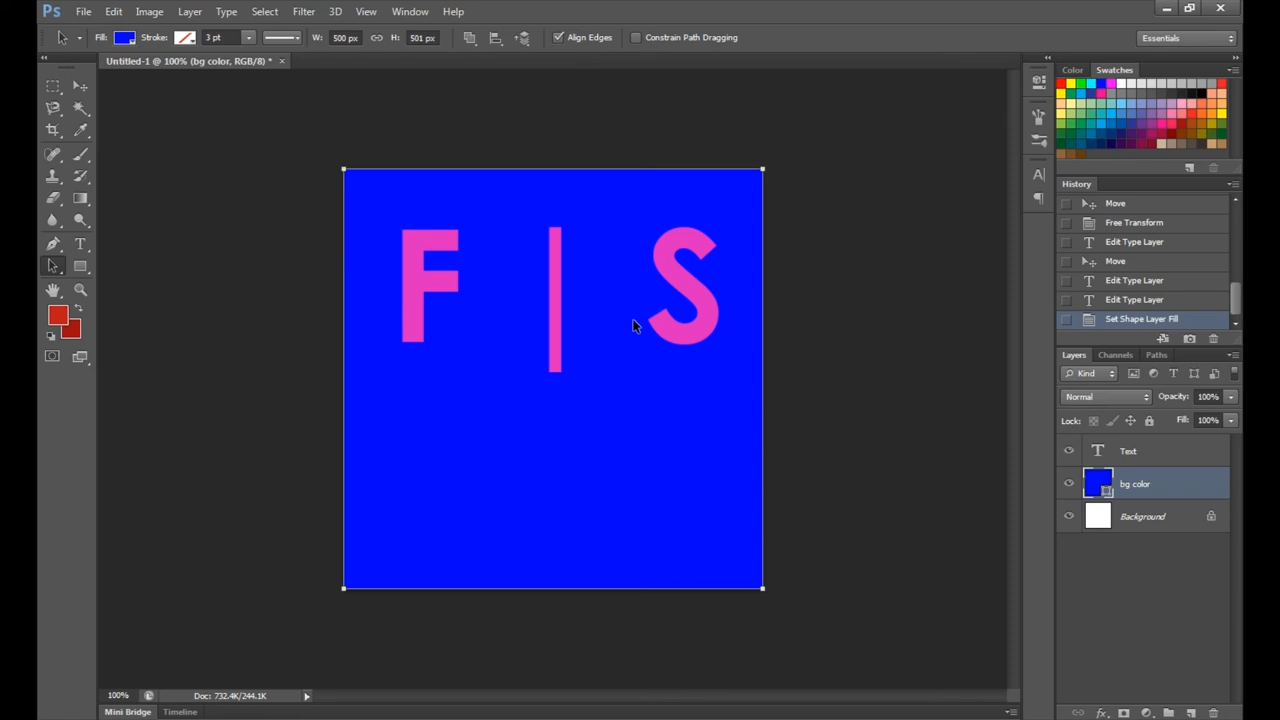 Ps File Edit Image Layer Type Select Filter 3D View Window Help
Fill: Stroke: 3 pt W: 500 px H: 501 px Align Edges Constrain Path Dragging Essentials
Untitled-1 @ 100% (bg color, RGB/8) * ×
Color Swatches
F | S
History
Move
Free Transform
Edit Type Layer
Move
Edit Type Layer
Edit Type Layer
Set Shape Layer Fill
Layers Channels Paths
Kind
Normal Opacity: 100%
Lock: Fill: 100%
T Text
bg color
Background
100% Doc: 732.4K/244.1K
Mini Bridge Timeline